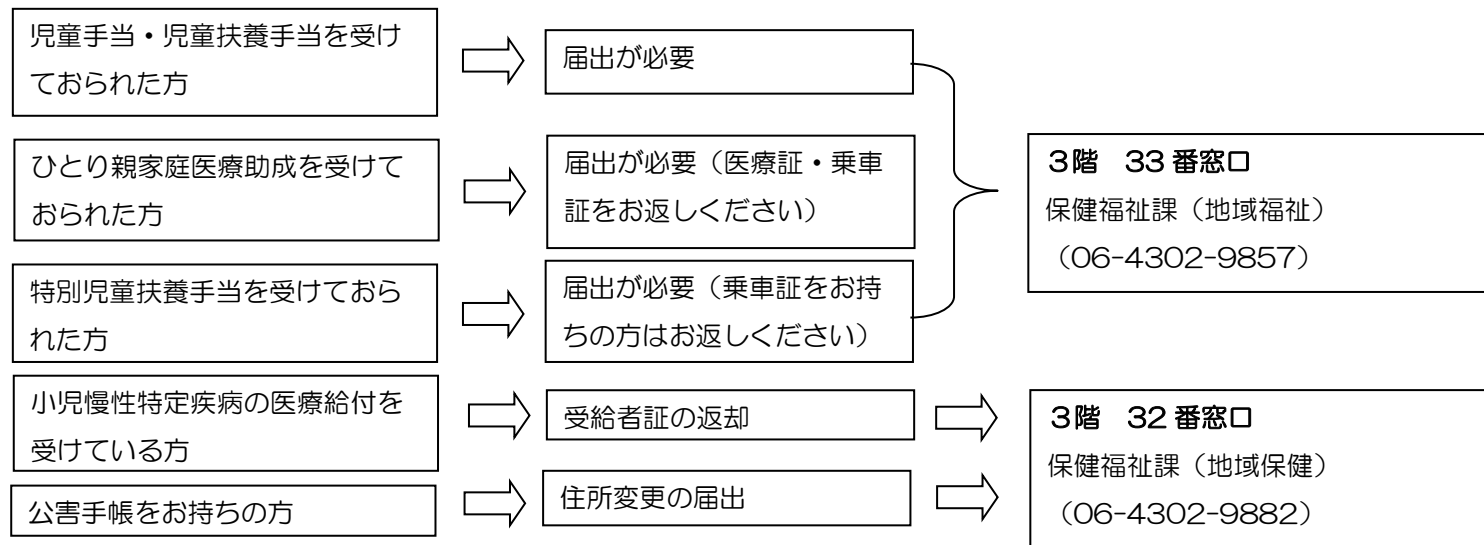 児童手当・児童扶養手当を受け
ておられた方
届出が必要
ひとり親家庭医療助成を受けて
おられた方
届出が必要（医療証・乗車
証をお返しください）
特別児童扶養手当を受けておら
れた方
届出が必要（乗車証をお持
ちの方はお返しください）
3階　33番窓口
保健福祉課（地域福祉）
（06-4302-9857）
小児慢性特定疾病の医療給付を
受けている方
受給者証の返却
公害手帳をお持ちの方
住所変更の届出
3階　32番窓口
保健福祉課（地域保健）
（06-4302-9882）